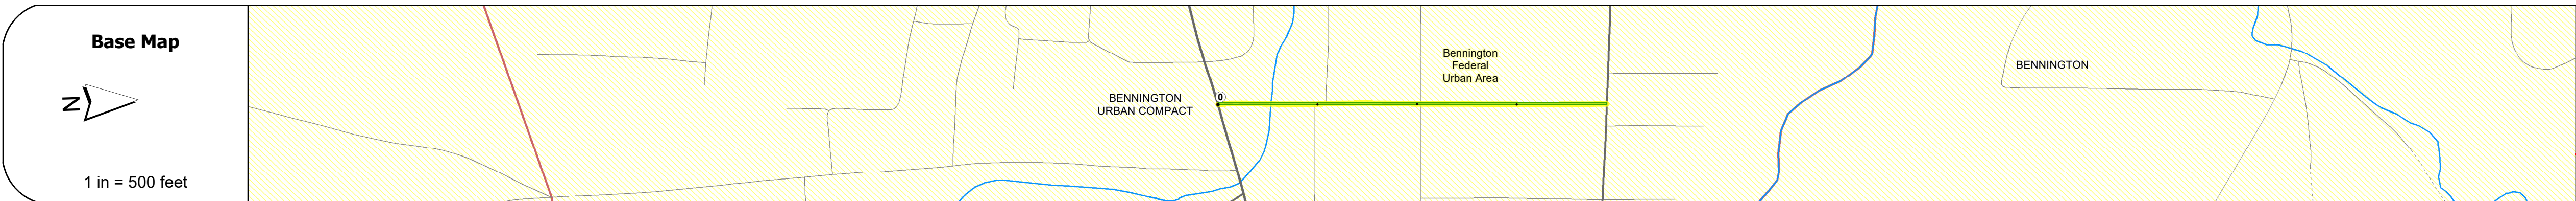 Base Map
N
1 in = 500 feet
BENNINGTON
URBAN COMPACT
0
Bennington
Federal
Urban Area
BENNINGTON